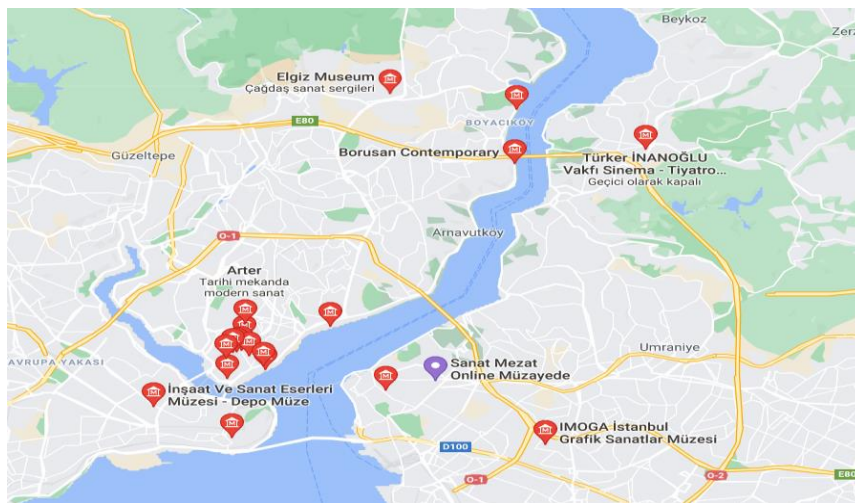 Beykoz
Zerz
Elgiz Museum
Çağdaş sanat sergileri
BOYACIKÖY
E80
Güzeltepe
Borusan Contemporary
Türker İNANOĞLU
Vakfı Sinema - Tiyatro...
Geçici olarak kapalı
O-1
Arnavutköy
Arter
Tarihi mekanda
modern sanat
Umraniye
AVRUPA YAKASI
Sanat Mezat
Online Müzayede
İnşaat Ve Sanat Eserleri
Müzesi - Depo Müze
IMOGA İstanbul
Grafik Sanatlar Müzesi
D100
O-1
O-2
E80